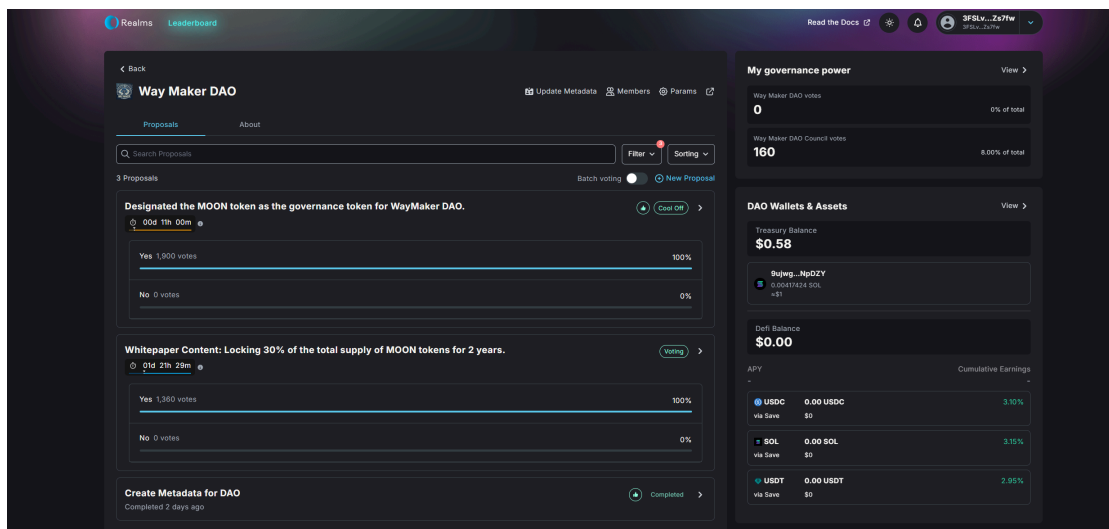 Realms Leaderboard
Read the Docs
3FSLv...Zs7fw
3FSLv...Zs7fw
Back
Way Maker DAO
Update Metadata Members Params
Proposals About
Search Proposals
Filter Sorting
3 Proposals
Batch voting New Proposal
Designated the MOON token as the governance token for WayMaker DAO.
Cool Off
00d 11h 00m
Yes 1,900 votes 100%
No 0 votes 0%
Whitepaper Content: Locking 30% of the total supply of MOON tokens for 2 years.
Voting
01d 21h 29m
Yes 1,360 votes 100%
No 0 votes 0%
Create Metadata for DAO
Completed
Completed 2 days ago
My governance power View
Way Maker DAO votes
0 0% of total
Way Maker DAO Council votes
160 8.00% of total
DAO Wallets & Assets View
Treasury Balance
$0.58
9ujwg...NpDZY
0.00417424 SOL
≈$1
Defi Balance
$0.00
APY Cumulative Earnings
- -
USDC 0.00 USDC 3.10%
via Save $0
SOL 0.00 SOL 3.15%
via Save $0
USDT 0.00 USDT 2.95%
via Save $0